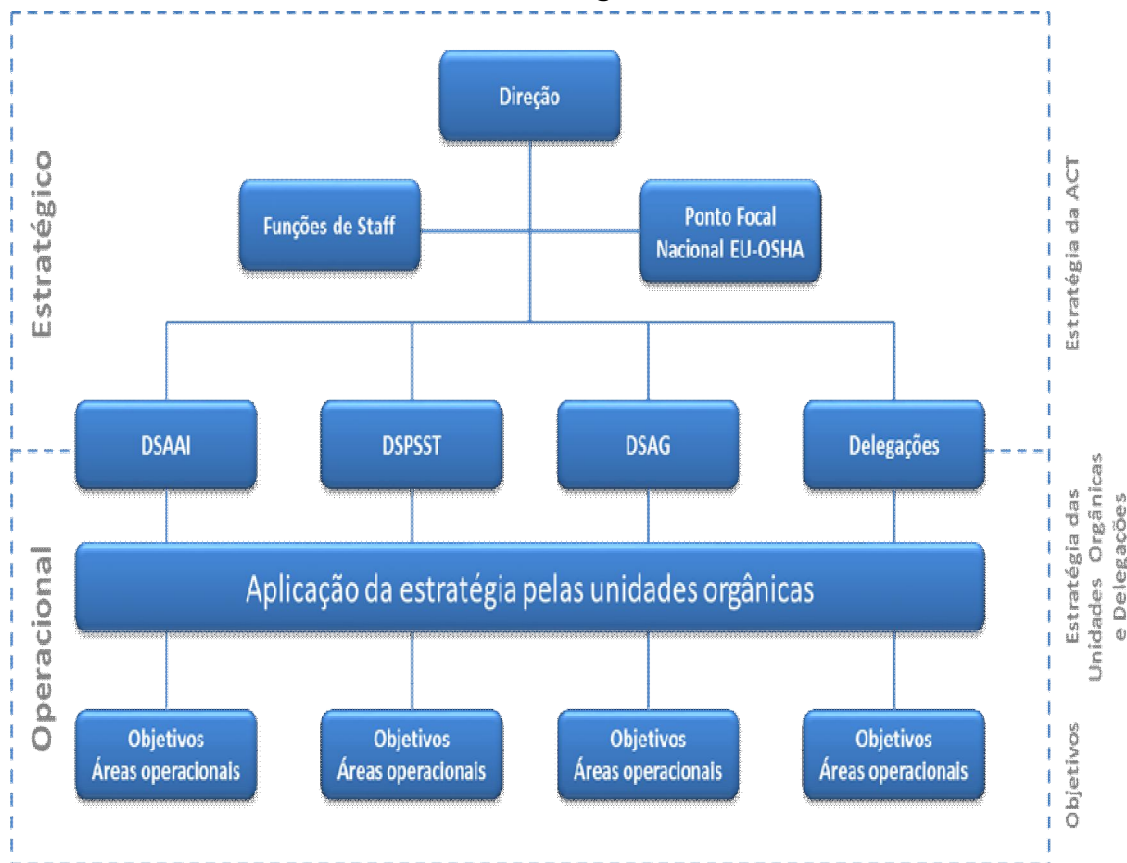 Direção
Funções de Staff
Ponto Focal
Nacional EU-OSHA
Estratégico
Estratégia da ACT
DSAAI
DSPSST
DSAG
Delegações
Aplicação da estratégia pelas unidades orgânicas
Operacional
Estratégia das
Unidades Orgânicas
e Delegações
Objetivos
Áreas operacionais
Objetivos
Áreas operacionais
Objetivos
Áreas operacionais
Objetivos
Áreas operacionais
Objetivos